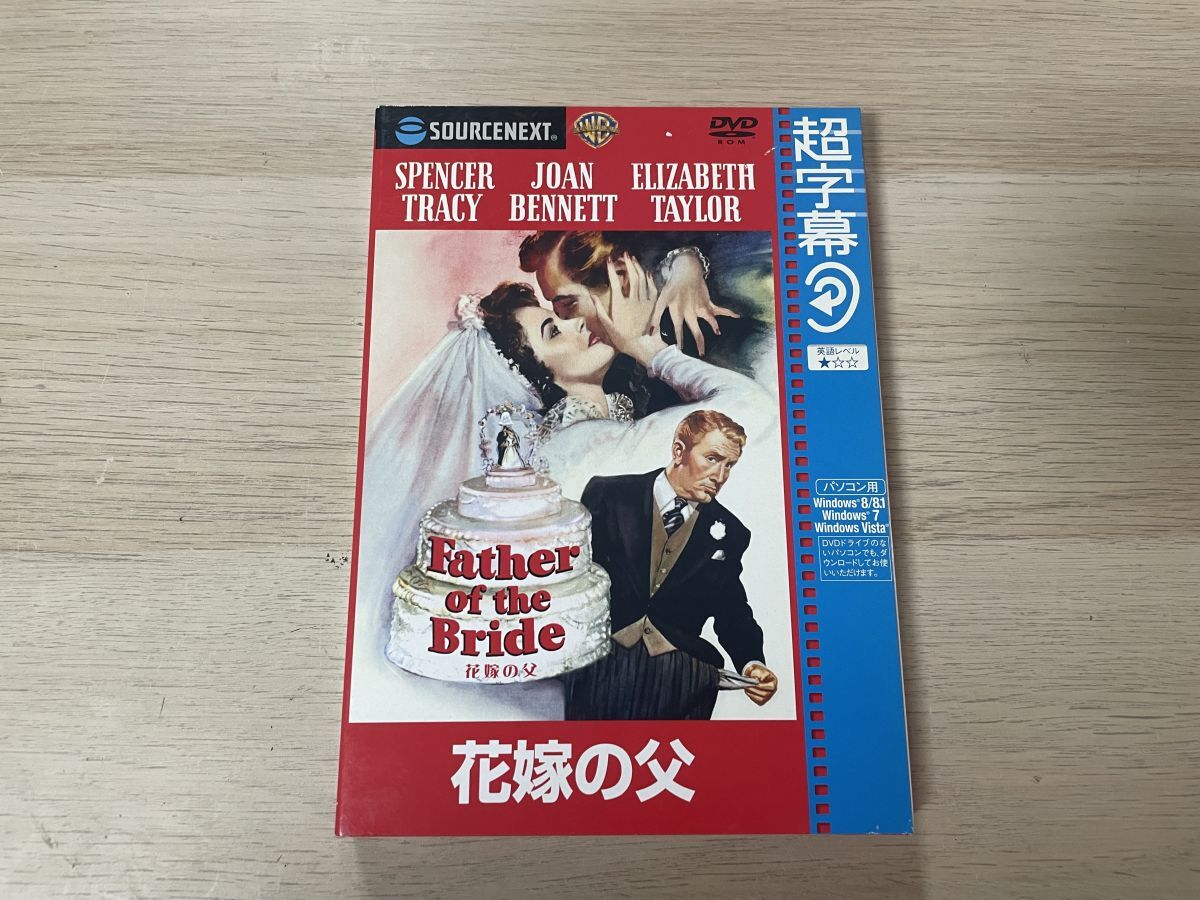 SOURCENEXT®
WB
DVD
ROM
SPENCER TRACY
JOAN BENNETT
ELIZABETH TAYLOR
Father
of the
Bride
花嫁の父
花嫁の父
超字幕
英語レベル
★☆☆
パソコン用
Windows® 8/8.1
Windows® 7
Windows Vista®
DVDドライブのな
いパソコンでも、ダ
ウンロードしてお使
いいただけます。